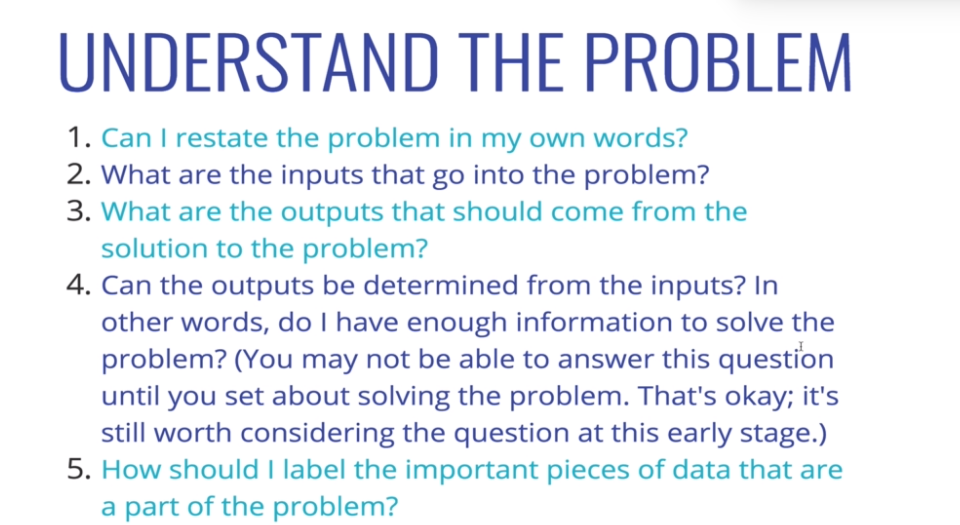 UNDERSTAND THE PROBLEM
1. Can I restate the problem in my own words?
2. What are the inputs that go into the problem?
3. What are the outputs that should come from the
solution to the problem?
4. Can the outputs be determined from the inputs? In
other words, do I have enough information to solve the
problem? (You may not be able to answer this question
until you set about solving the problem. That's okay; it's
still worth considering the question at this early stage.)
5. How should I label the important pieces of data that are
a part of the problem?